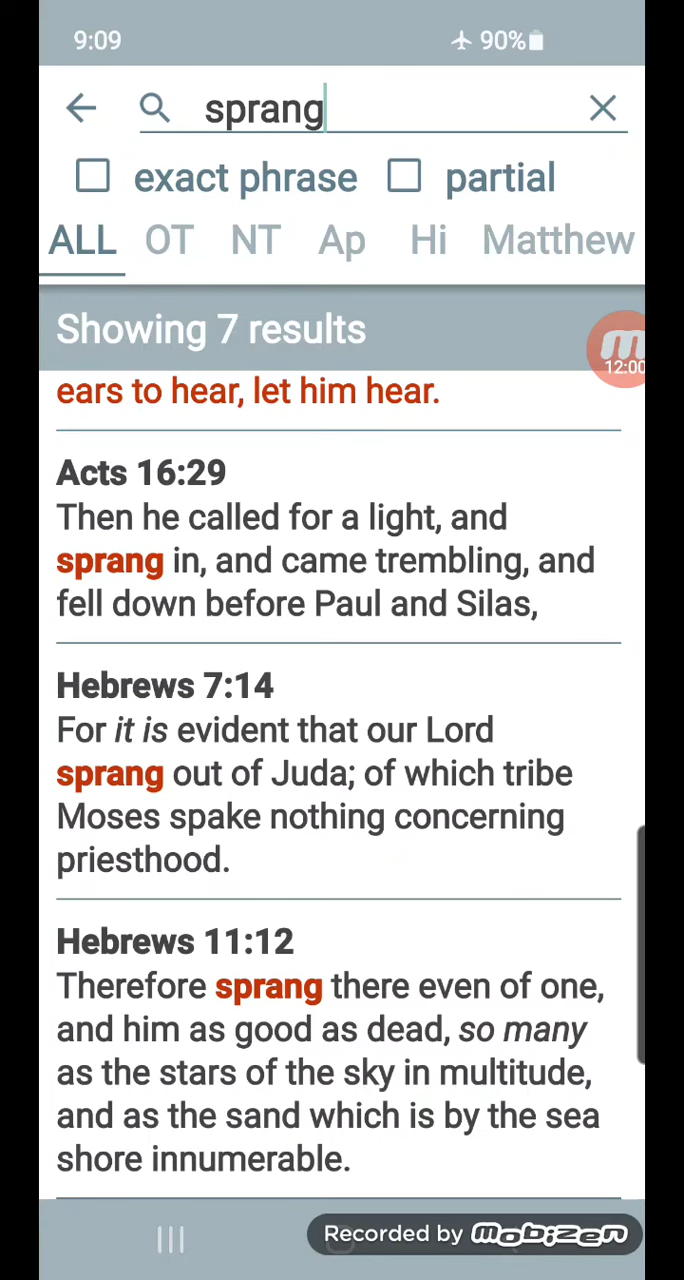 9:09 90%
sprang
exact phrase partial
ALL OT NT Ap Hi Matthew
Showing 7 results
12:00
ears to hear, let him hear.
Acts 16:29
Then he called for a light, and
sprang in, and came trembling, and
fell down before Paul and Silas,
Hebrews 7:14
For it is evident that our Lord
sprang out of Juda; of which tribe
Moses spake nothing concerning
priesthood.
Hebrews 11:12
Therefore sprang there even of one,
and him as good as dead, so many
as the stars of the sky in multitude,
and as the sand which is by the sea
shore innumerable.
Recorded by mobizen